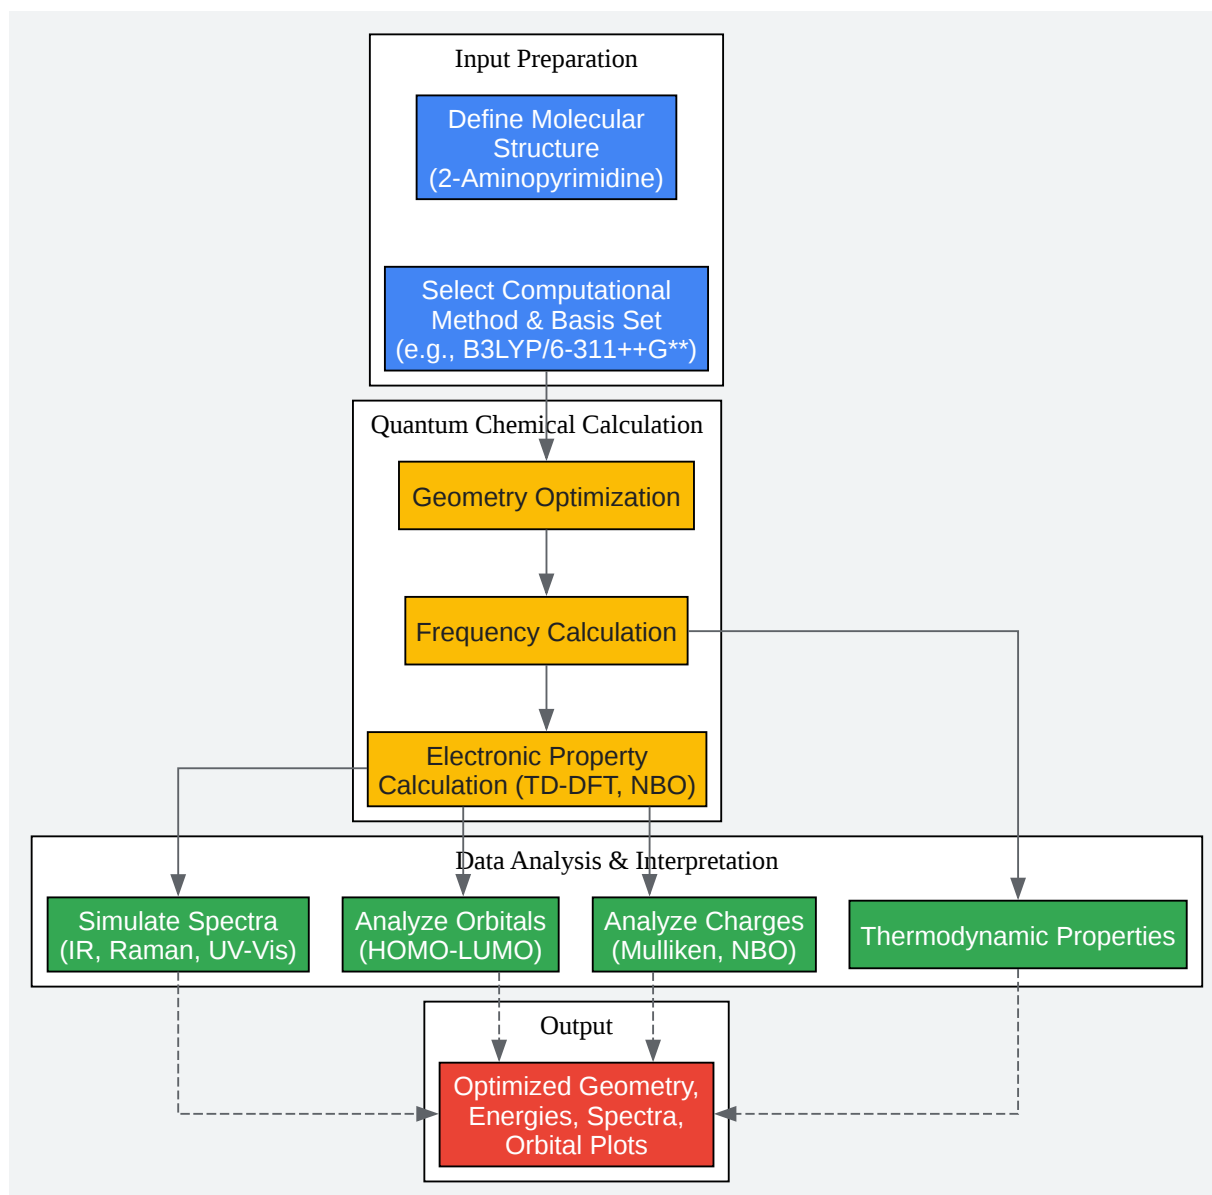 Input Preparation
Define Molecular
Structure
(2-Aminopyrimidine)
Select Computational
Method & Basis Set
(e.g., B3LYP/6-311++G**)
Quantum Chemical Calculation
Geometry Optimization
Frequency Calculation
Electronic Property
Calculation (TD-DFT, NBO)
Data Analysis & Interpretation
Simulate Spectra
(IR, Raman, UV-Vis)
Analyze Orbitals
(HOMO-LUMO)
Analyze Charges
(Mulliken, NBO)
Thermodynamic Properties
Output
Optimized Geometry,
Energies, Spectra,
Orbital Plots